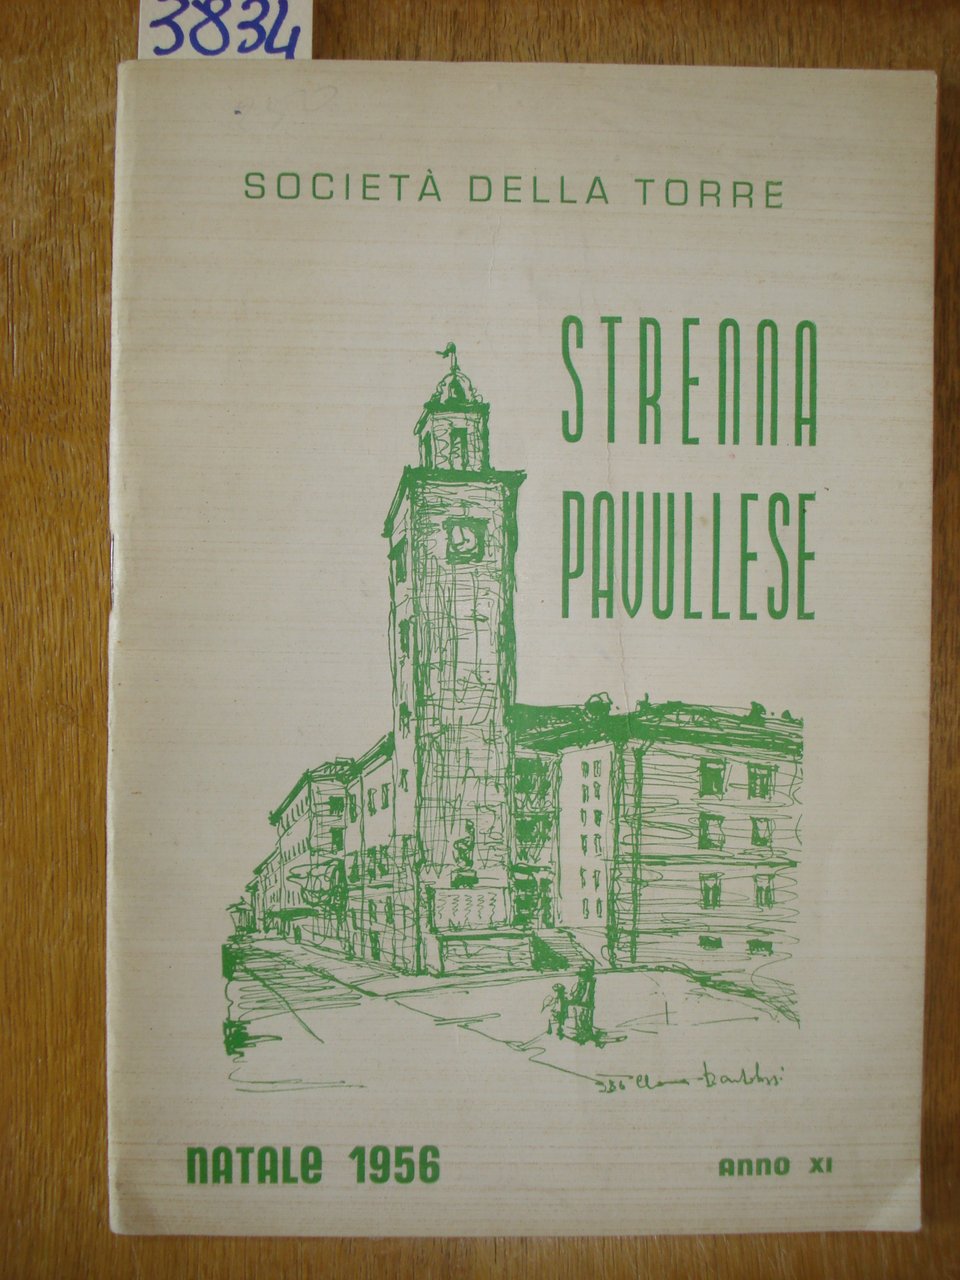 3834
SOCIETÀ DELLA TORRE
STRENNA
PAVULLESE
NATALE 1956
ANNO XI